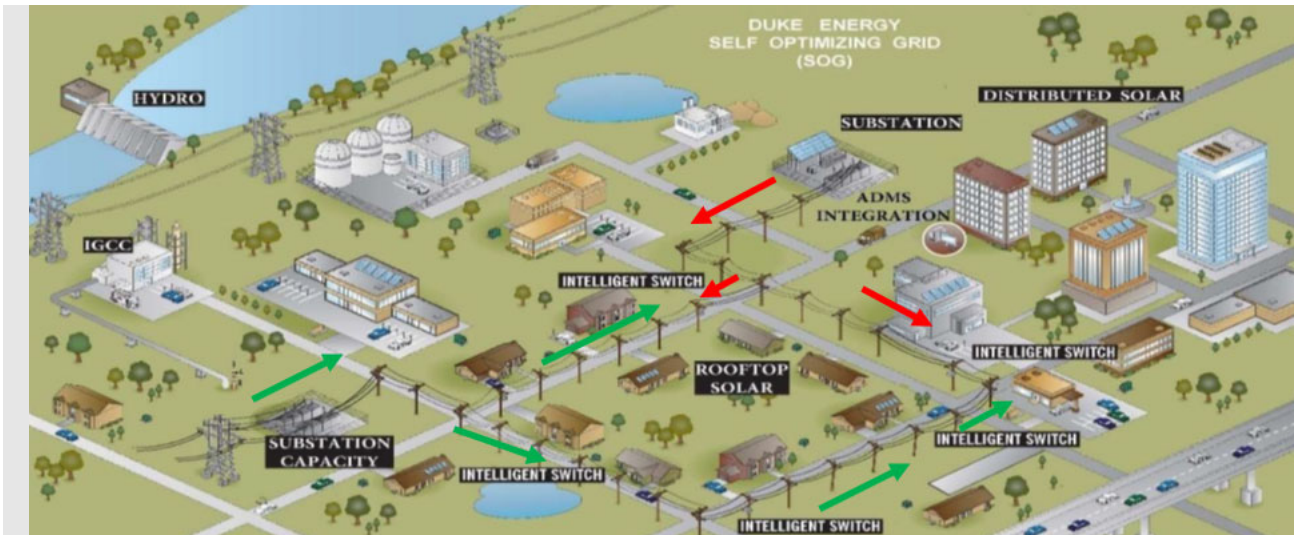 DUKE ENERGY
SELF OPTIMIZING GRID
(SOG)
HYDRO
DISTRIBUTED SOLAR
SUBSTATION
ADMS
INTEGRATION
IGCC
INTELLIGENT SWITCH
INTELLIGENT SWITCH
ROOFTOP
SOLAR
SUBSTATION
CAPACITY
INTELLIGENT SWITCH
INTELLIGENT SWITCH
INTELLIGENT SWITCH